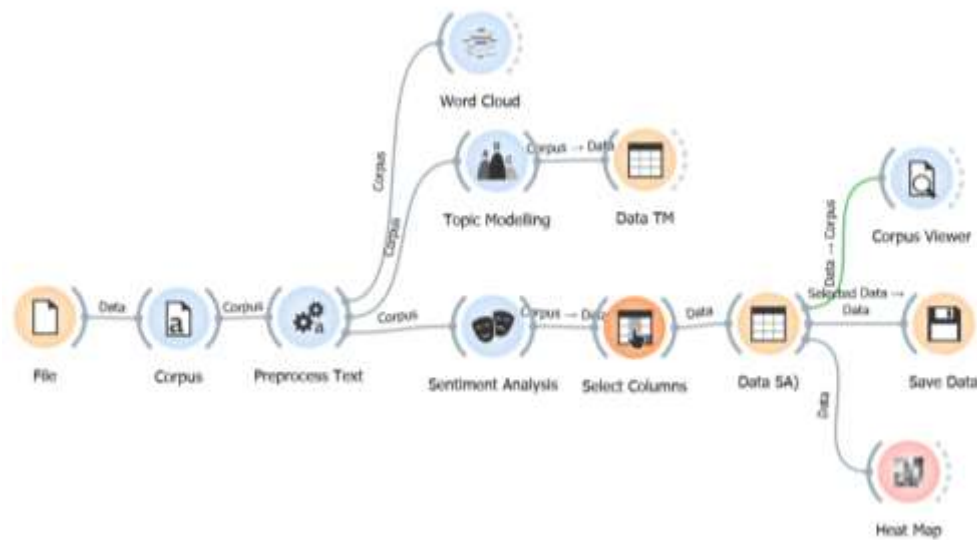 Word Cloud
Corpus
Corpus → Data
Topic Modelling
Data TM
Corpus
Data → Corpus
Corpus Viewer
Data
Corpus
Corpus
Corpus → Data
Data
Selected Data →
Data
a
a
File
Corpus
Preprocess Text
Sentiment Analysis
Select Columns
Data SA)
Save Data
Data
Heat Map